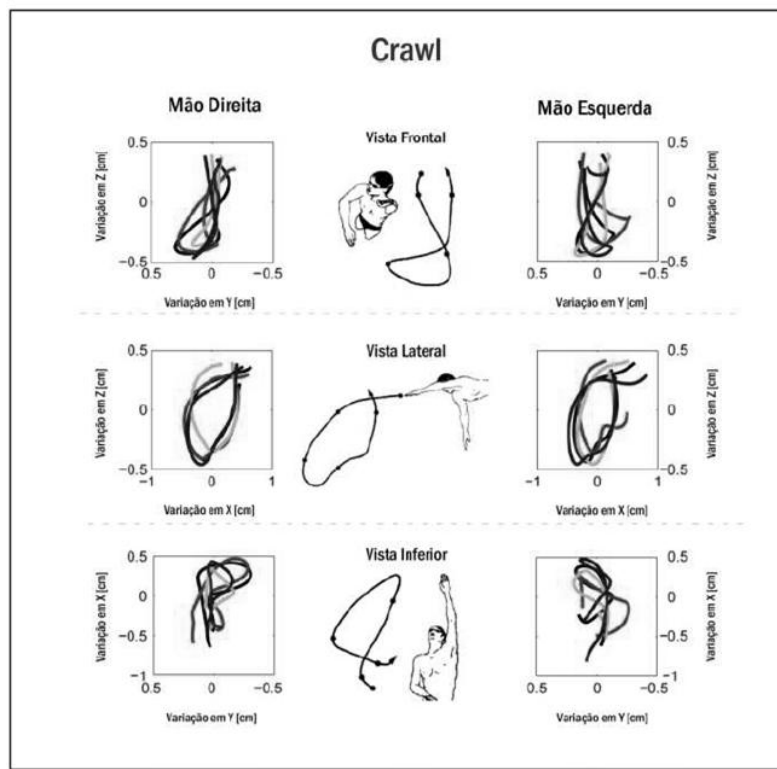 Crawl
Mão Direita
Mão Esquerda
Vista Frontal
Variação em Z [cm]
0.5
0
-0.5
0.5
0
-0.5
Variação em Y [cm]
0.5
0
-0.5
Variação em Z [cm]
0.5
0
-0.5
Variação em Y [cm]
Vista Lateral
Variação em Z [cm]
0.5
0
-0.5
-1
0
1
Variação em X [cm]
0.5
0
-0.5
Variação em Z [cm]
-1
0
1
Variação em X [cm]
Vista Inferior
Variação em X [cm]
0.5
0
-0.5
-1
0.5
0
-0.5
Variação em Y [cm]
0.5
0
-0.5
-1
Variação em X [cm]
0.5
0
-0.5
Variação em Y [cm]